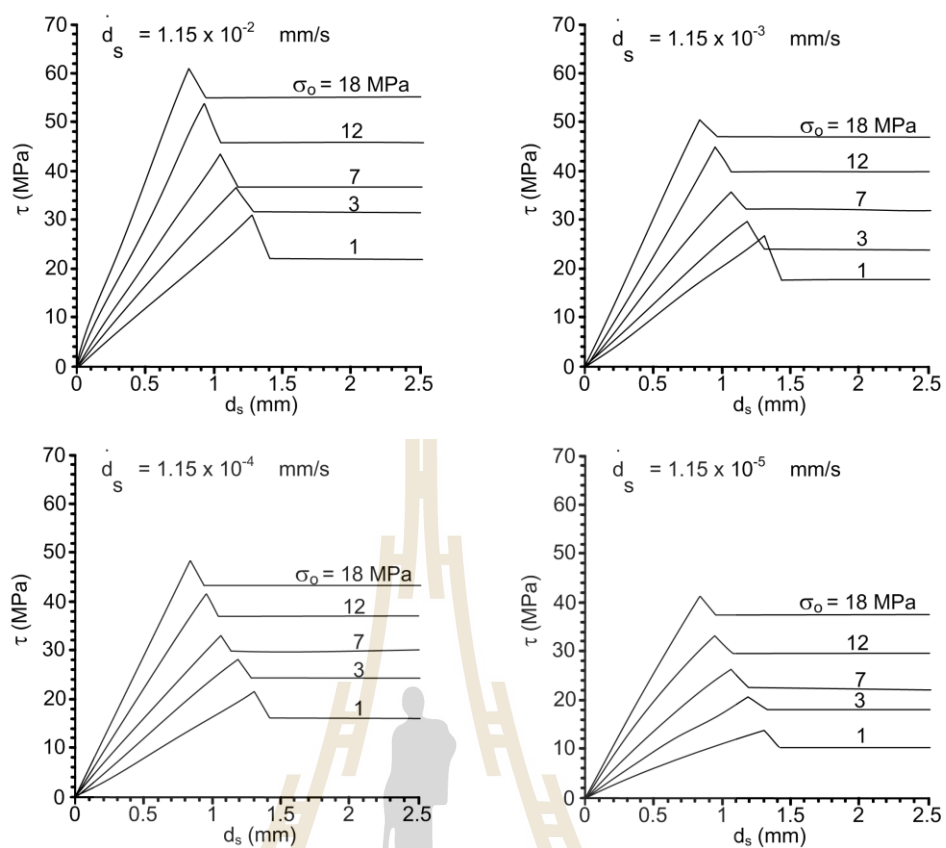 ḋs = 1.15 x 10-2 mm/s
70
60
50
40
30
20
10
0
τ (MPa)
σo = 18 MPa
12
7
3
1
0 0.5 1 1.5 2 2.5
ds (mm)
ḋs = 1.15 x 10-3 mm/s
70
60
50
40
30
20
10
0
τ (MPa)
σo = 18 MPa
12
7
3
1
0 0.5 1 1.5 2 2.5
ds (mm)
ḋs = 1.15 x 10-4 mm/s
70
60
50
40
30
20
10
0
τ (MPa)
σo = 18 MPa
12
7
3
1
0 0.5 1 1.5 2 2.5
ds (mm)
ḋs = 1.15 x 10-5 mm/s
70
60
50
40
30
20
10
0
τ (MPa)
σo = 18 MPa
12
7
3
1
0 0.5 1 1.5 2 2.5
ds (mm)